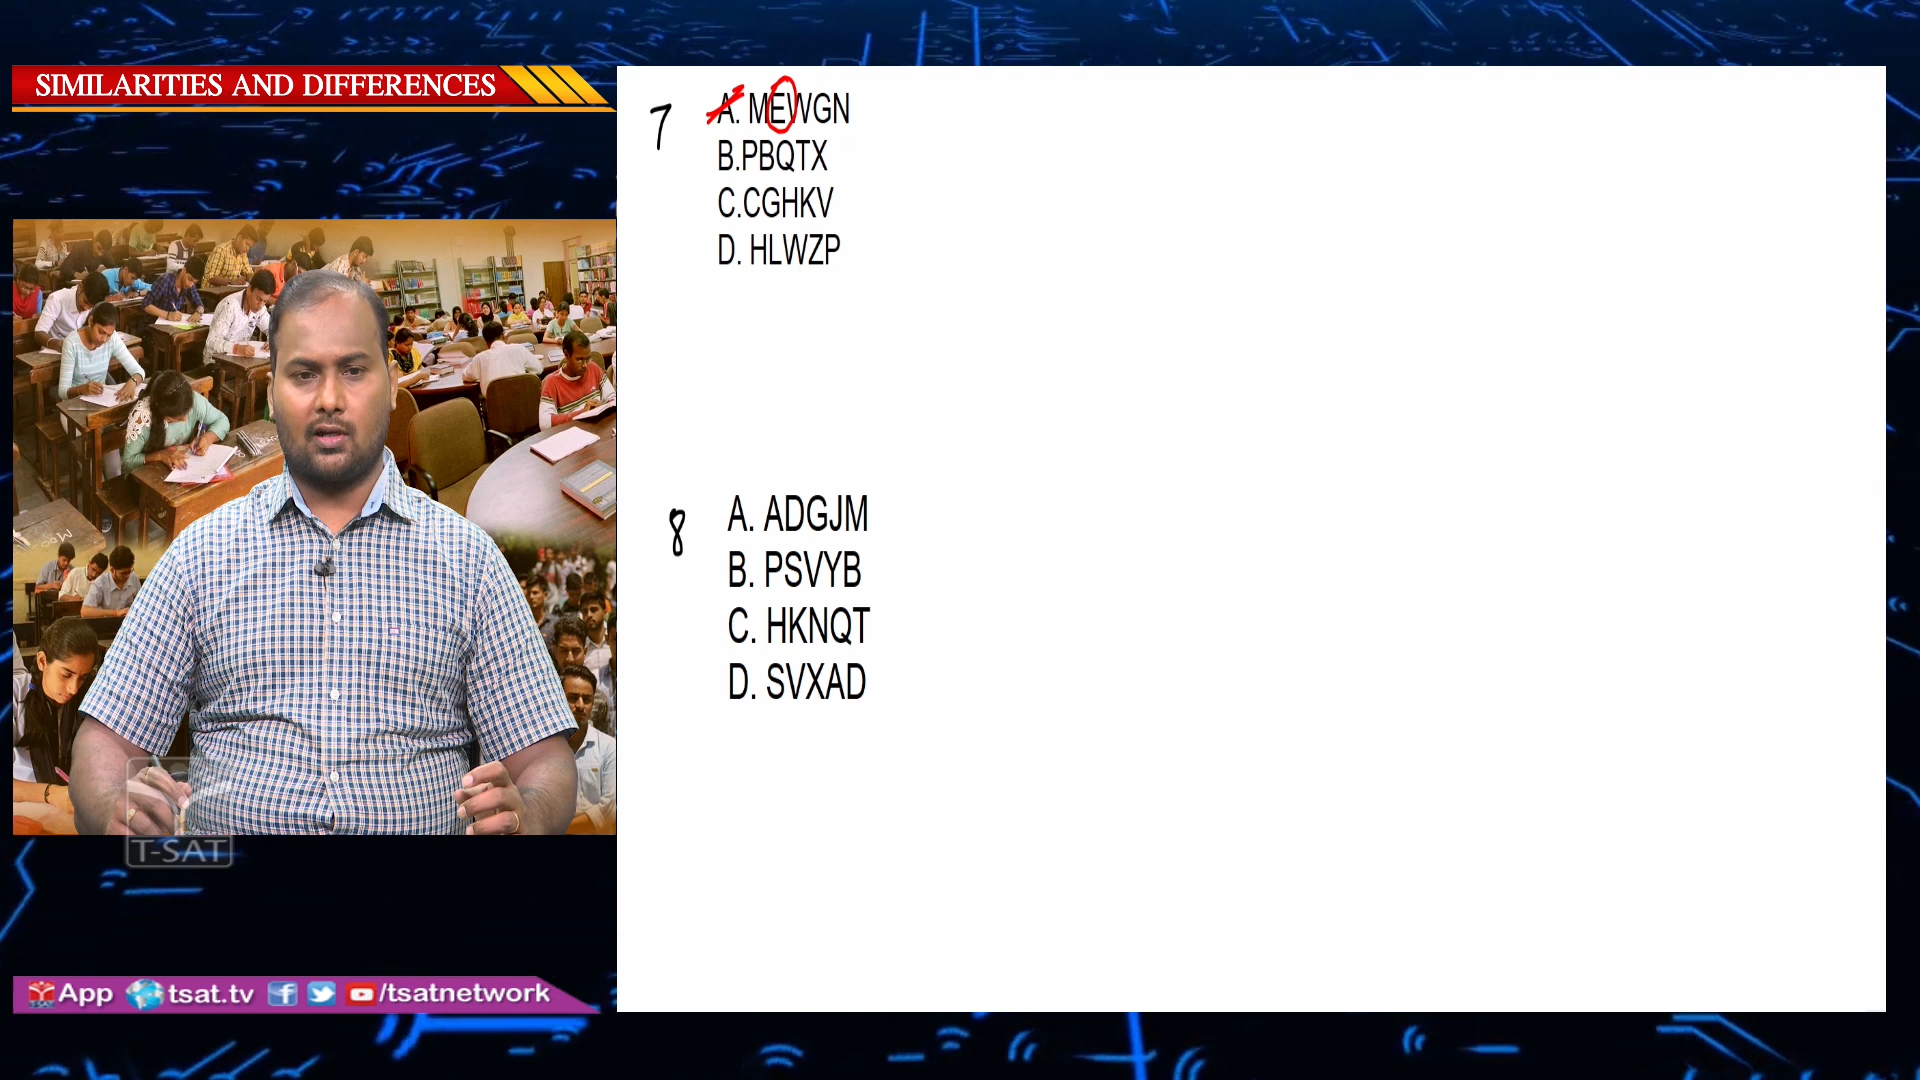 SIMILARITIES AND DIFFERENCES
7
A. MEWGN
B.PBQTX
C.CGHKV
D. HLWZP
8
A. ADGJM
B. PSVYB
C. HKNQT
D. SVXAD
T-SAT
App tsat.tv /tsatnetwork